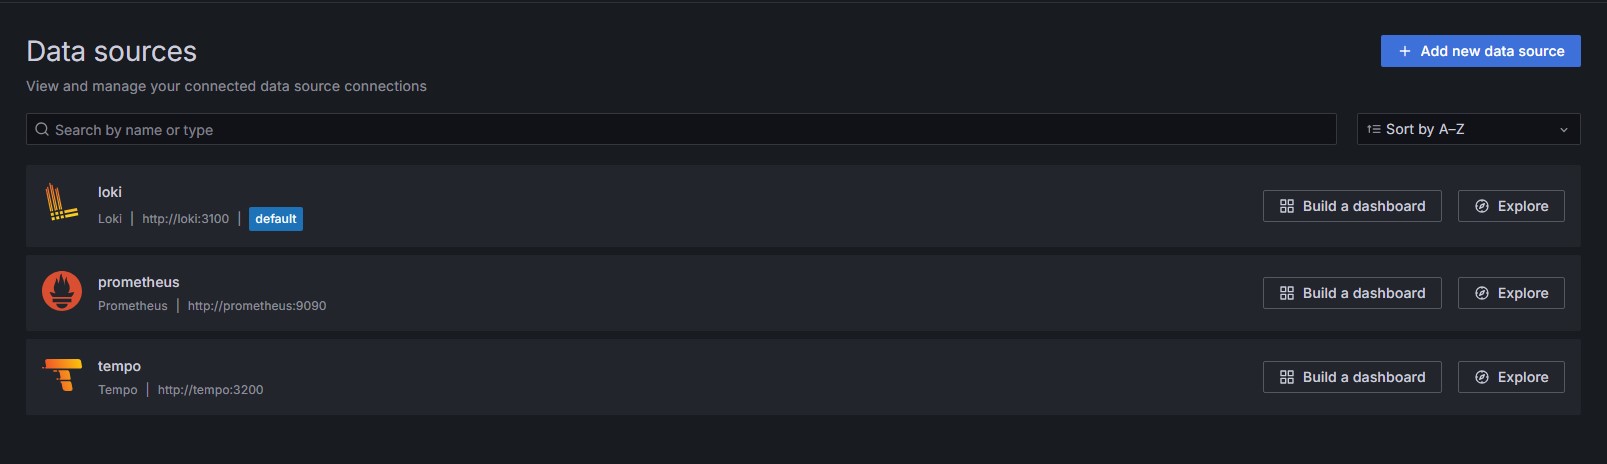 Data sources
Add new data source
View and manage your connected data source connections
Search by name or type
Sort by A–Z
loki
Loki | http://loki:3100 | default
Build a dashboard
Explore
prometheus
Prometheus | http://prometheus:9090
Build a dashboard
Explore
tempo
Tempo | http://tempo:3200
Build a dashboard
Explore